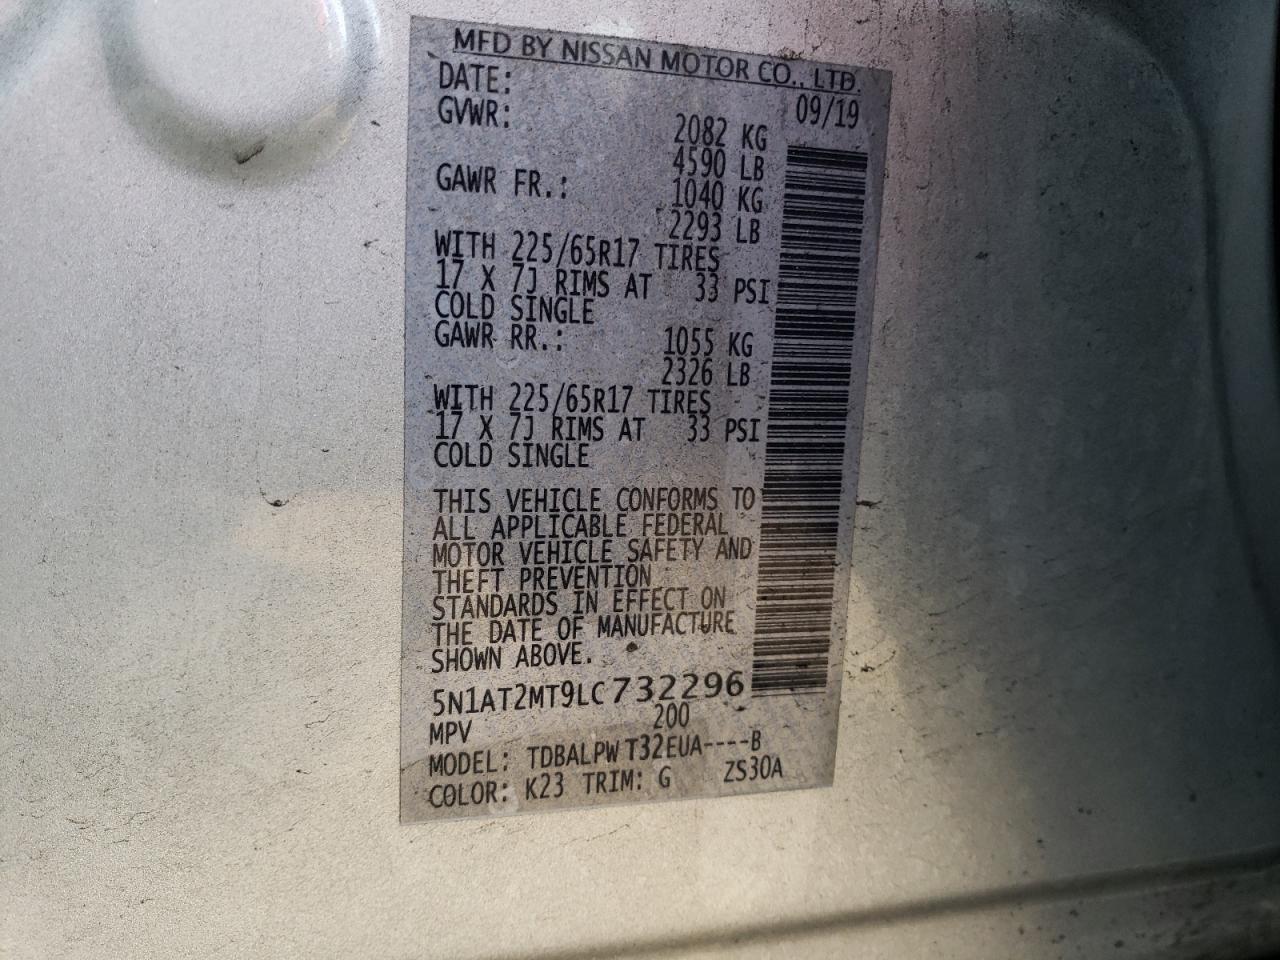 MFD BY NISSAN MOTOR CO., LTD.
DATE: 09/19
GVWR: 2082 KG
4590 LB
GAWR FR.: 1040 KG
2293 LB
WITH 225/65R17 TIRES
17 X 7J RIMS AT 33 PSI
COLD SINGLE
GAWR RR.: 1055 KG
2326 LB
WITH 225/65R17 TIRES
17 X 7J RIMS AT 33 PSI
COLD SINGLE
THIS VEHICLE CONFORMS TO
ALL APPLICABLE FEDERAL
MOTOR VEHICLE SAFETY AND
THEFT PREVENTION
STANDARDS IN EFFECT ON
THE DATE OF MANUFACTURE
SHOWN ABOVE.
5N1AT2MT9LC732296
MPV 200
MODEL: TDBALPW T32EUA----B
COLOR: K23 TRIM: G ZS30A